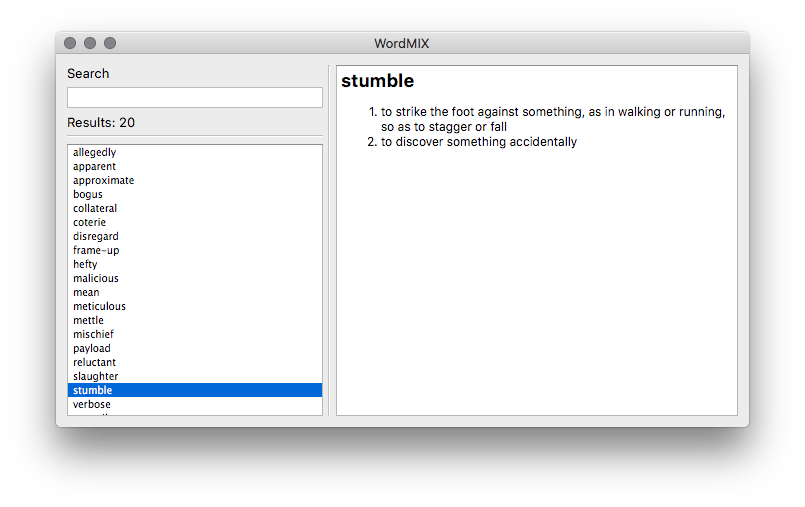 WordMIX
Search
Results: 20
allegedly
apparent
approximate
bogus
collateral
coterie
disregard
frame-up
hefty
malicious
mean
meticulous
mettle
mischief
payload
reluctant
slaughter
stumble
verbose
stumble
1. to strike the foot against something, as in walking or running,
so as to stagger or fall
2. to discover something accidentally